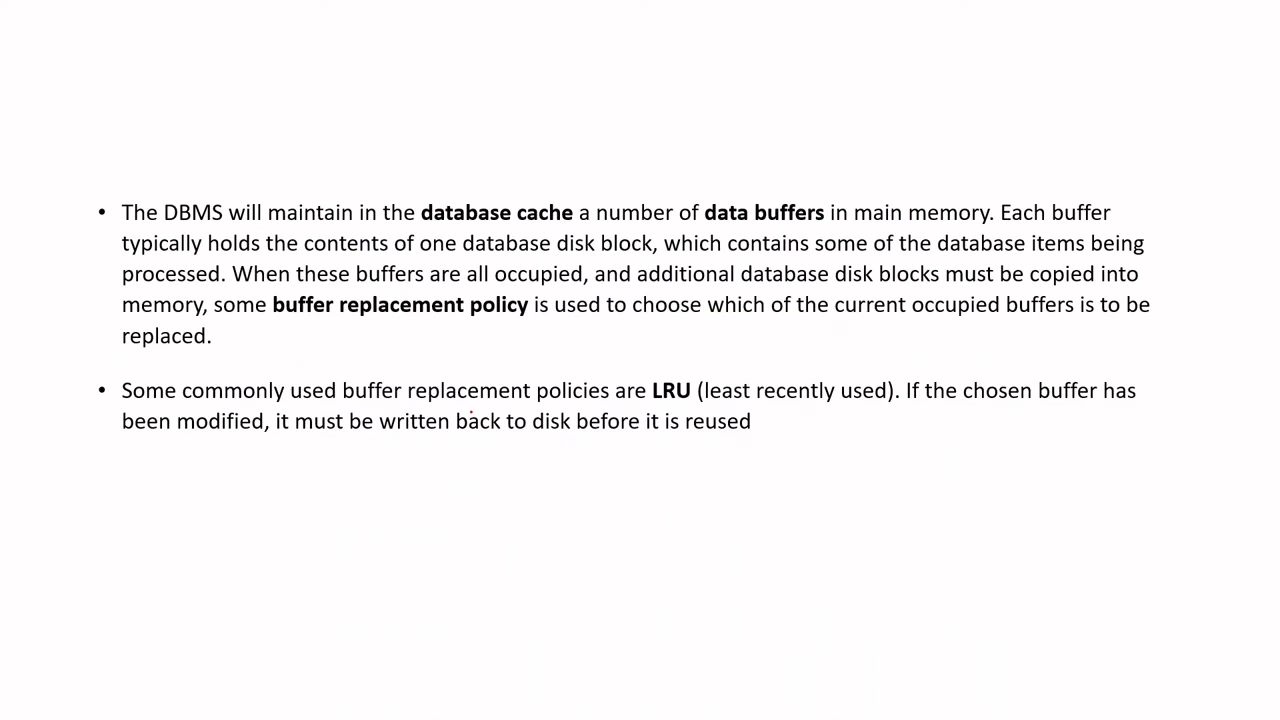 • The DBMS will maintain in the database cache a number of data buffers in main memory. Each buffer
typically holds the contents of one database disk block, which contains some of the database items being
processed. When these buffers are all occupied, and additional database disk blocks must be copied into
memory, some buffer replacement policy is used to choose which of the current occupied buffers is to be
replaced.
• Some commonly used buffer replacement policies are LRU (least recently used). If the chosen buffer has
been modified, it must be written back to disk before it is reused